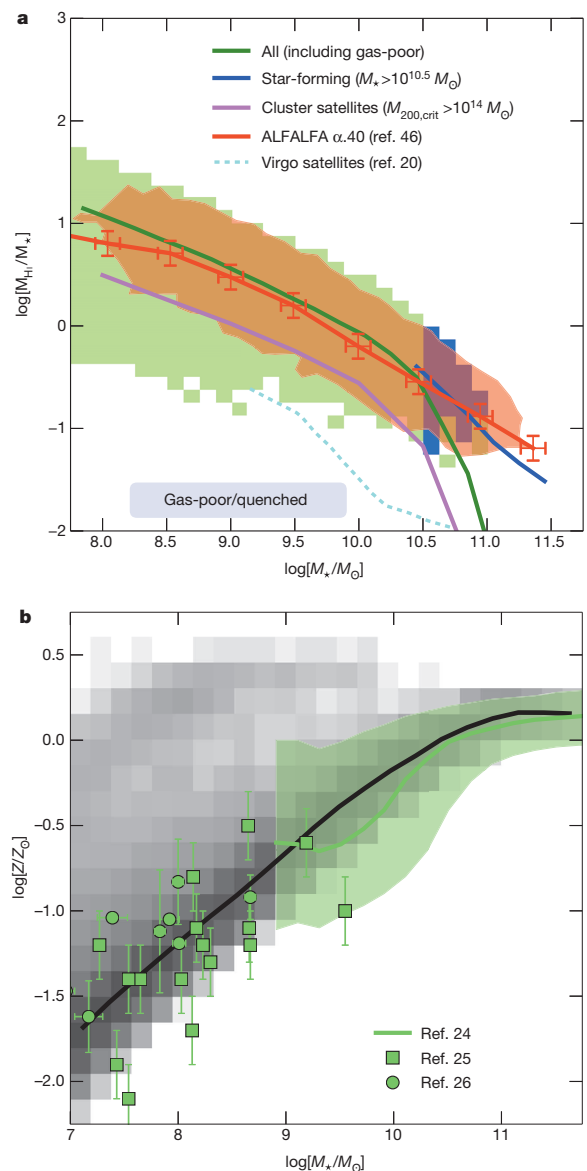 a
All (including gas-poor)
Star-forming (M⋆ >10^10.5 M⊙)
Cluster satellites (M200,crit >10^14 M⊙)
ALFALFA α.40 (ref. 46)
Virgo satellites (ref. 20)
3
2
1
0
−1
−2
log[MHI/M⋆]
Gas-poor/quenched
8.0 8.5 9.0 9.5 10.0 10.5 11.0 11.5
log[M⋆/M⊙]
b
0.5
0.0
−0.5
−1.0
−1.5
−2.0
log[Z/Z⊙]
Ref. 24
Ref. 25
Ref. 26
7 8 9 10 11
log[M⋆/M⊙]